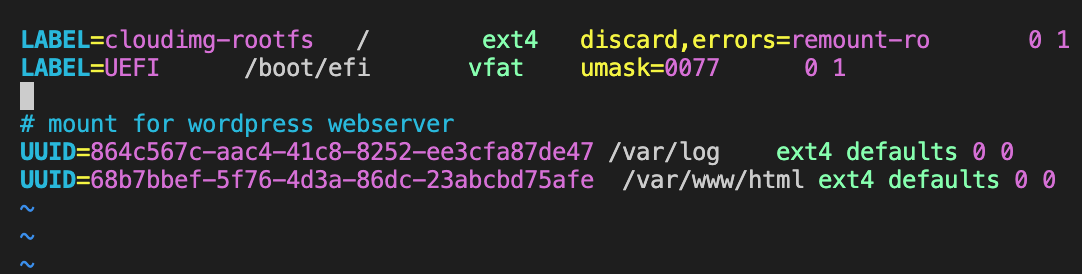 LABEL=cloudimg-rootfs   /        ext4   discard,errors=remount-ro       0 1
LABEL=UEFI      /boot/efi       vfat    umask=0077      0 1
# mount for wordpress webserver
UUID=864c567c-aac4-41c8-8252-ee3cfa87de47 /var/log    ext4 defaults 0 0
UUID=68b7bbef-5f76-4d3a-86dc-23abcbd75afe  /var/www/html ext4 defaults 0 0
~
~
~